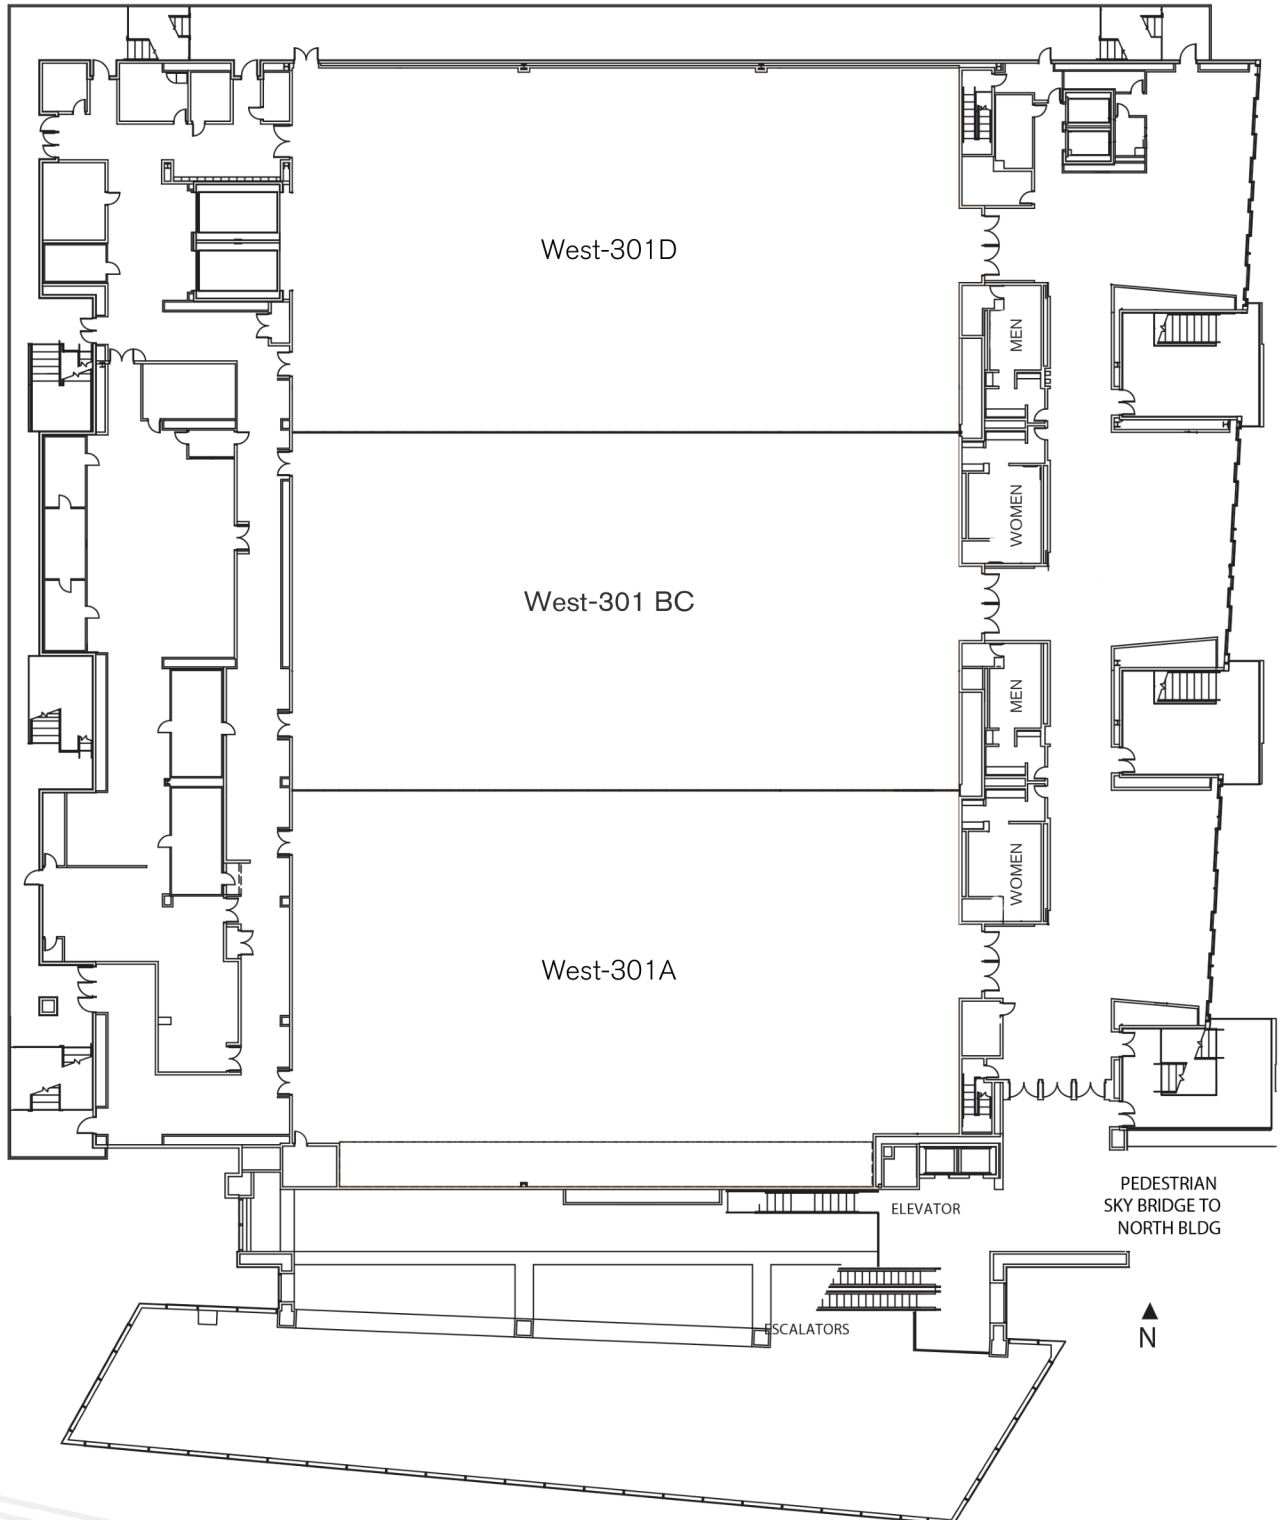 West-301D
MEN
WOMEN
West-301 BC
MEN
WOMEN
West-301A
PEDESTRIAN
SKY BRIDGE TO
NORTH BLDG
ELEVATOR
ESCALATORS
N